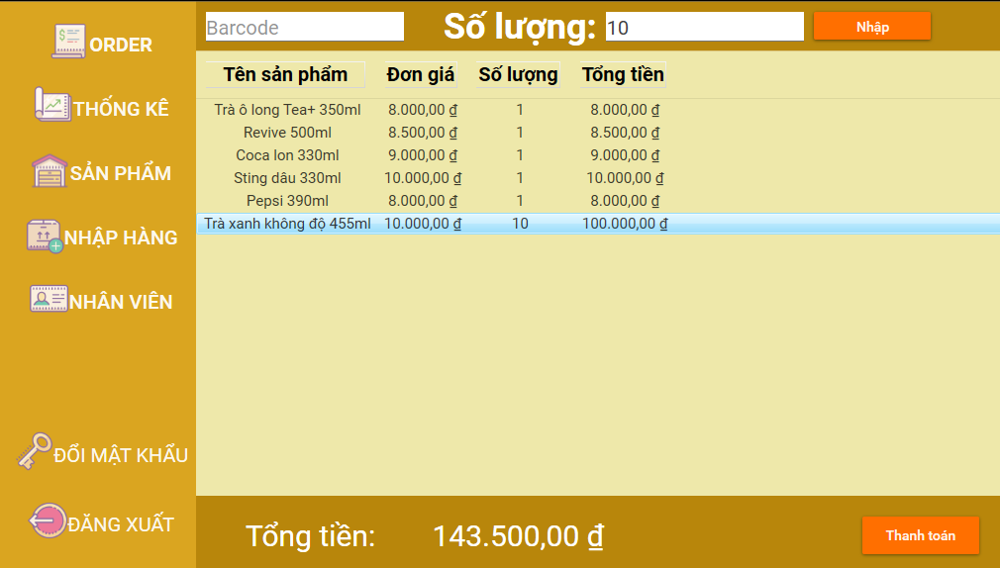 ORDER
THỐNG KÊ
SẢN PHẨM
NHẬP HÀNG
NHÂN VIÊN
ĐỔI MẬT KHẨU
ĐĂNG XUẤT
Barcode Số lượng: 10 Nhập
Tên sản phẩm Đơn giá Số lượng Tổng tiền
Trà ô long Tea+ 350ml 8.000,00 ₫ 1 8.000,00 ₫
Revive 500ml 8.500,00 ₫ 1 8.500,00 ₫
Coca lon 330ml 9.000,00 ₫ 1 9.000,00 ₫
Sting dâu 330ml 10.000,00 ₫ 1 10.000,00 ₫
Pepsi 390ml 8.000,00 ₫ 1 8.000,00 ₫
Trà xanh không độ 455ml 10.000,00 ₫ 10 100.000,00 ₫
Tổng tiền: 143.500,00 ₫ Thanh toán